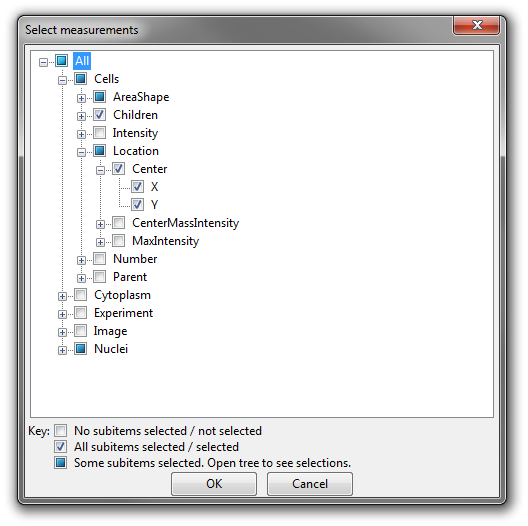 Select measurements
All
Cells
AreaShape
Children
Intensity
Location
Center
X
Y
CenterMassIntensity
MaxIntensity
Number
Parent
Cytoplasm
Experiment
Image
Nuclei
Key: No subitems selected / not selected
All subitems selected / selected
Some subitems selected. Open tree to see selections.
OK Cancel